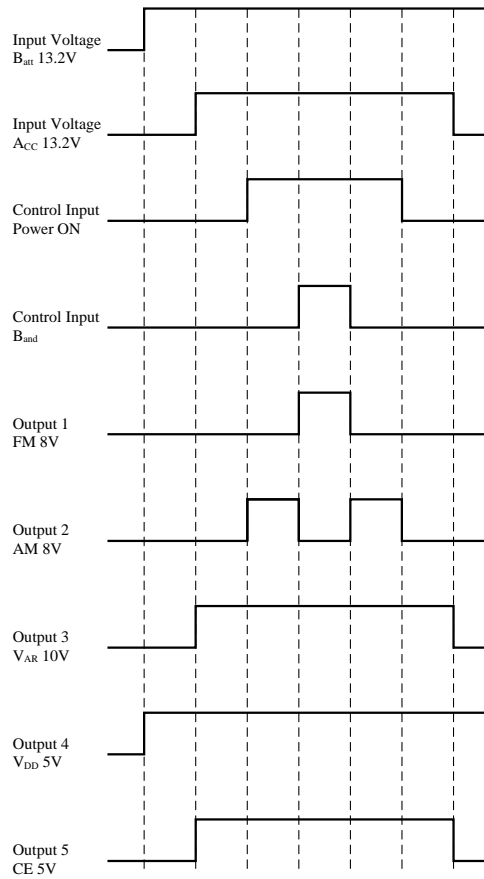 Input Voltage
Batt 13.2V
Input Voltage
ACC 13.2V
Control Input
Power ON
Control Input
Band
Output 1
FM 8V
Output 2
AM 8V
Output 3
VAR 10V
Output 4
VDD 5V
Output 5
CE 5V